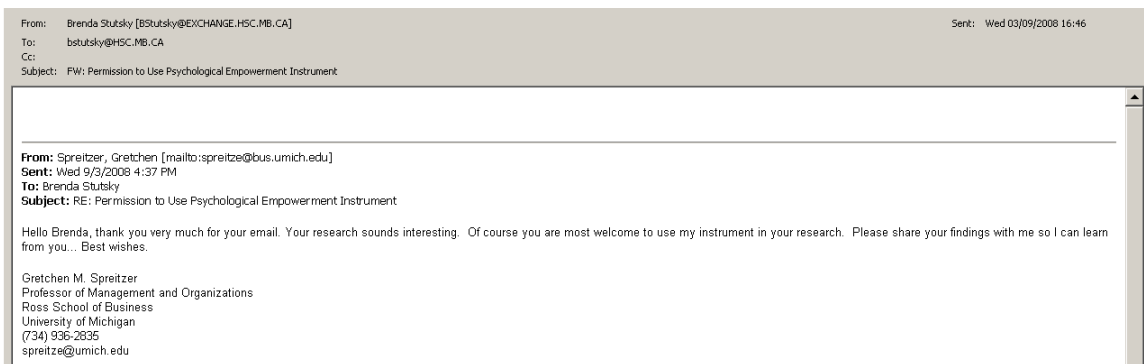 From: Brenda Stutsky [BStutsky@EXCHANGE.HSC.MB.CA] Sent: Wed 03/09/2008 16:46
To: bstutsky@HSC.MB.CA
Cc:
Subject: FW: Permission to Use Psychological Empowerment Instrument
From: Spreitzer, Gretchen [mailto:spreitze@bus.umich.edu]
Sent: Wed 9/3/2008 4:37 PM
To: Brenda Stutsky
Subject: RE: Permission to Use Psychological Empowerment Instrument
Hello Brenda, thank you very much for your email. Your research sounds interesting. Of course you are most welcome to use my instrument in your research. Please share your findings with me so I can learn
from you... Best wishes.
Gretchen M. Spreitzer
Professor of Management and Organizations
Ross School of Business
University of Michigan
(734) 936-2835
spreitze@umich.edu